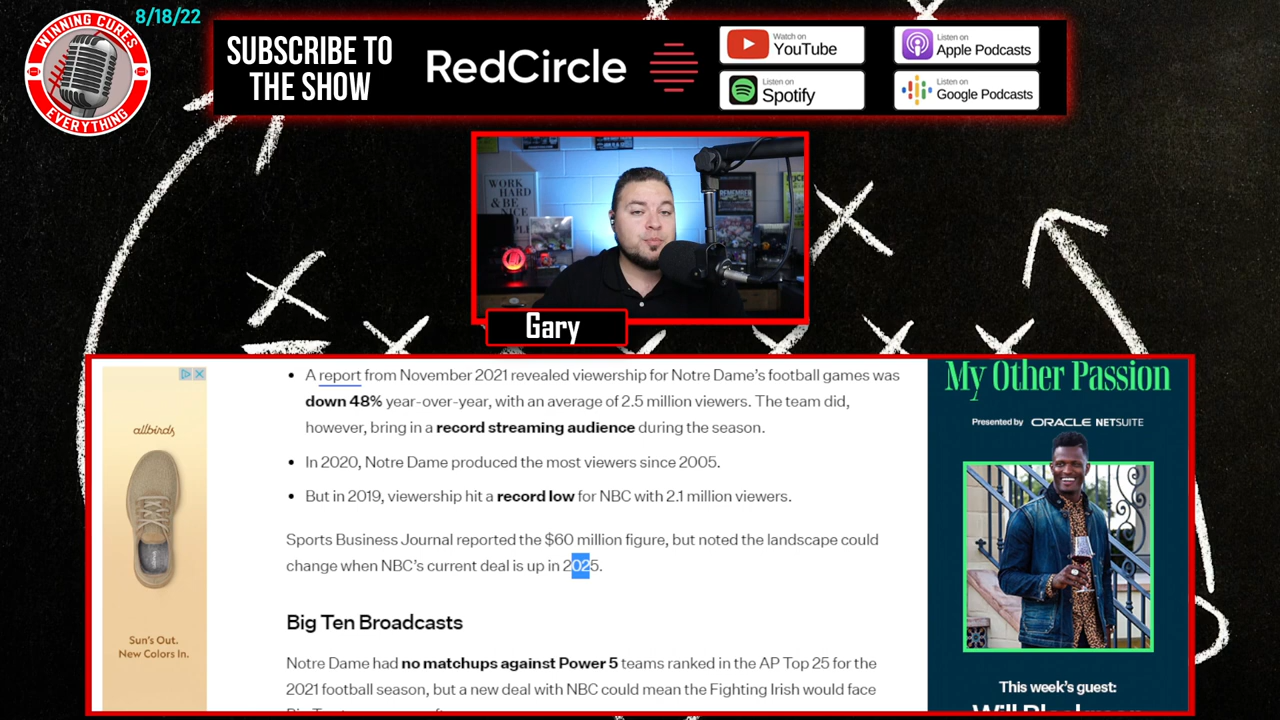 8/18/22
WINNING CURES
EVERYTHING
SUBSCRIBE TO
THE SHOW
RedCircle
Watch on
YouTube
Listen on
Spotify
Listen on
Apple Podcasts
Listen on
Google Podcasts
WORK
HARD
& BE
NICE
Gary
• A report from November 2021 revealed viewership for Notre Dame’s football games was
down 48% year-over-year, with an average of 2.5 million viewers. The team did,
however, bring in a record streaming audience during the season.
• In 2020, Notre Dame produced the most viewers since 2005.
• But in 2019, viewership hit a record low for NBC with 2.1 million viewers.
Sports Business Journal reported the $60 million figure, but noted the landscape could
change when NBC’s current deal is up in 2025.
Big Ten Broadcasts
Notre Dame had no matchups against Power 5 teams ranked in the AP Top 25 for the
2021 football season, but a new deal with NBC could mean the Fighting Irish would face
allbirds
Sun’s Out.
New Colors In.
My Other Passion
Presented by ORACLE NETSUITE
This week’s guest:
Will